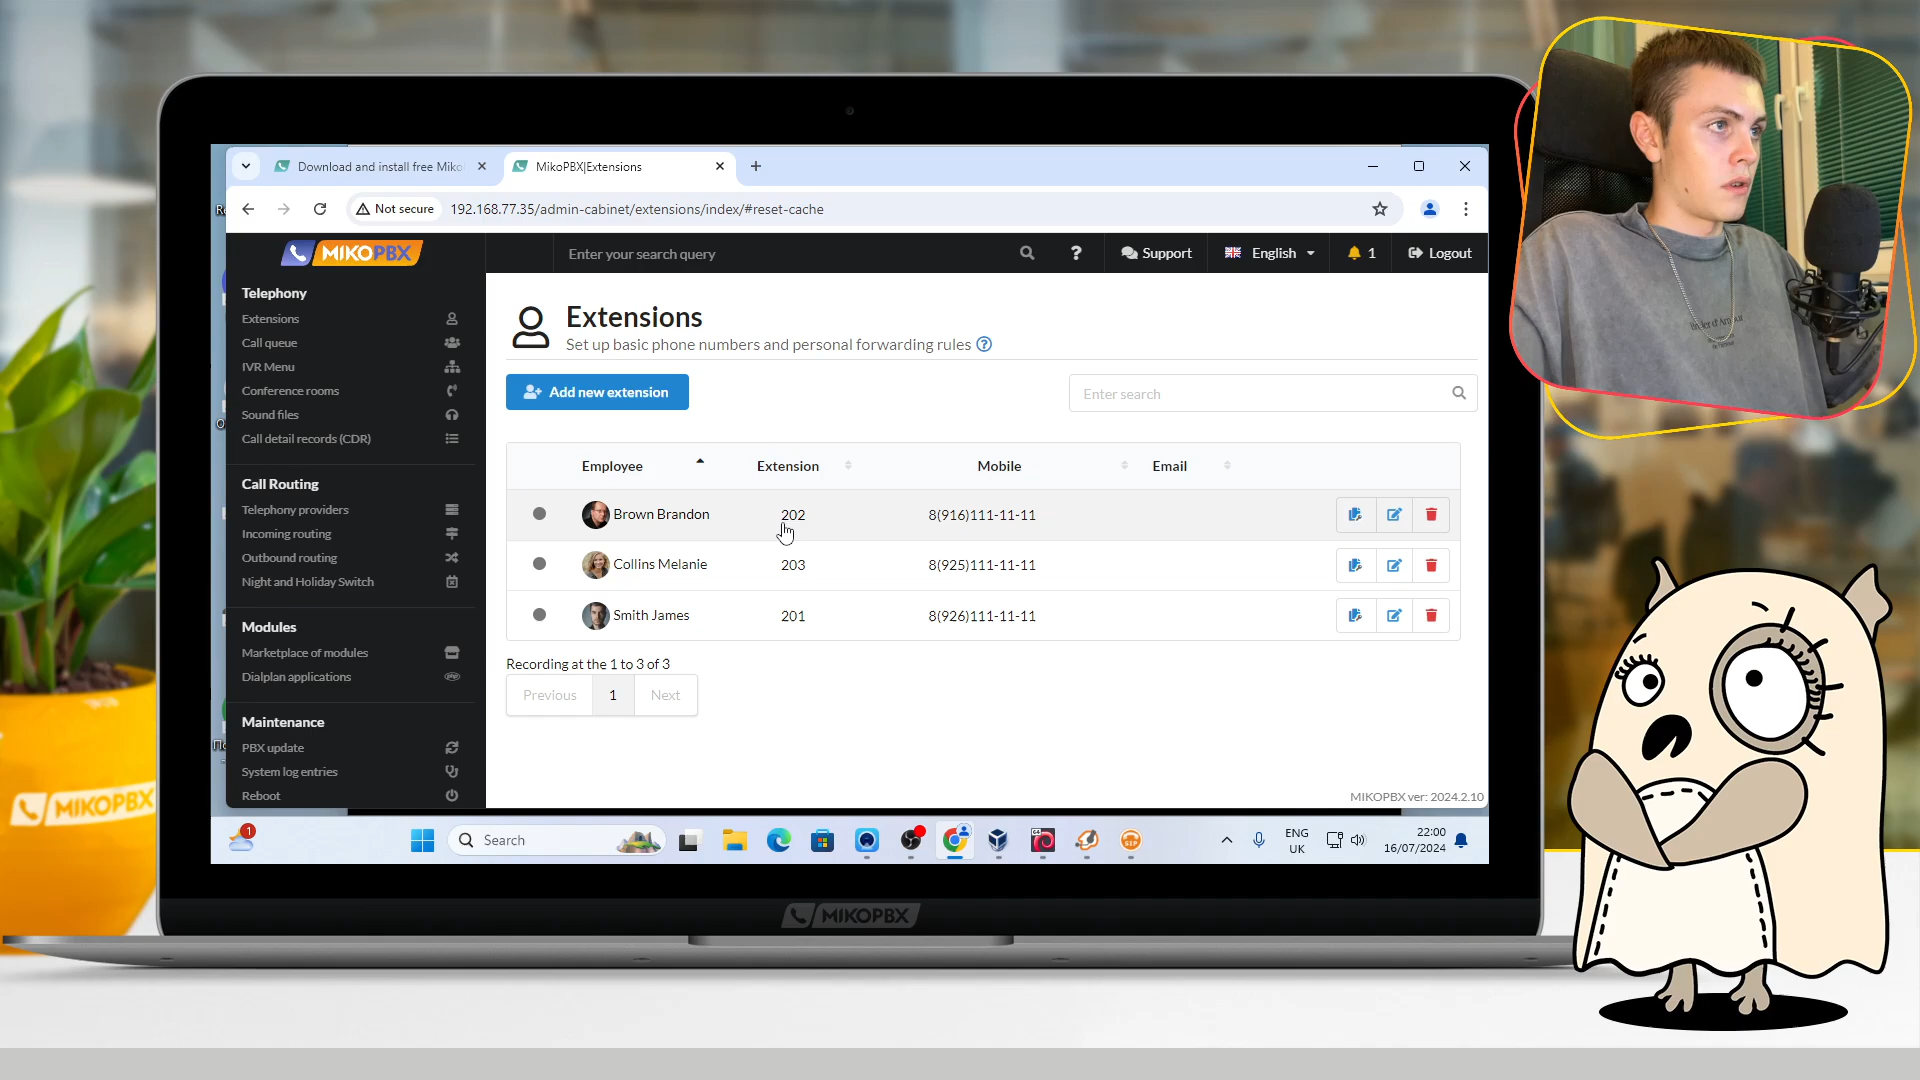 Download and install free Miko
MikoPBX|Extensions
Not secure
192.168.77.35/admin-cabinet/extensions/index/#reset-cache
MIKOPBX
Enter your search query
?
Support
English
1
Logout
Telephony
Extensions
Call queue
IVR Menu
Conference rooms
Sound files
Call detail records (CDR)
Call Routing
Telephony providers
Incoming routing
Outbound routing
Night and Holiday Switch
Modules
Marketplace of modules
Dialplan applications
Maintenance
PBX update
System log entries
Reboot
Extensions
Set up basic phone numbers and personal forwarding rules ?
Add new extension
Enter search
Employee Extension Mobile Email
Brown Brandon 202 8(916)111-11-11
Collins Melanie 203 8(925)111-11-11
Smith James 201 8(926)111-11-11
Recording at the 1 to 3 of 3
Previous 1 Next
MIKOPBX ver: 2024.2.10
1
Search
SIP
ENG
UK
22:00
16/07/2024
MIKOPBX
MIKOPBX